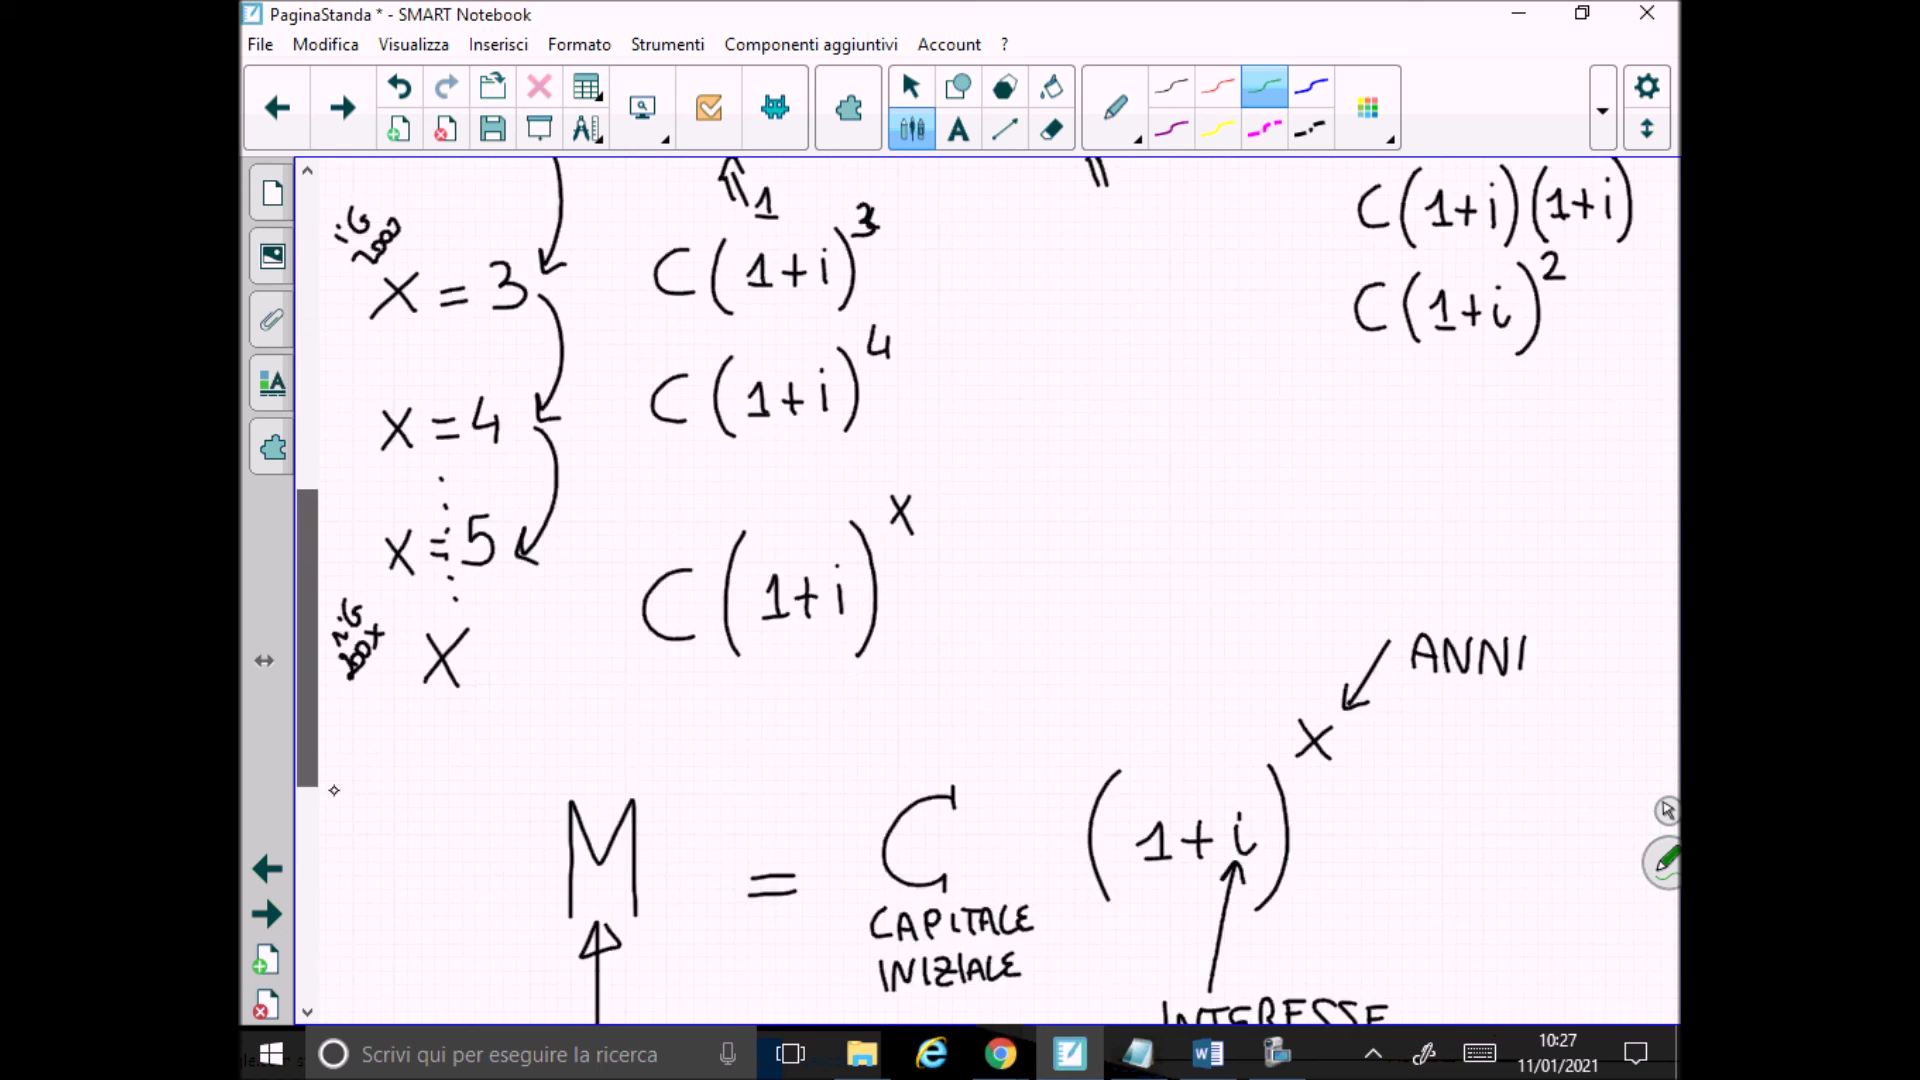 PaginaStanda * - SMART Notebook
File Modifica Visualizza Inserisci Formato Strumenti Componenti aggiuntivi Account ?
1
C(1+i)(1+i)
X = 3 C(1+i)^3
C(1+i)^2
X = 4 C(1+i)^4
X = 5
C(1+i)^X
X
ANNI
M = C (1+i)^X
CAPITALE
INIZIALE
INTERESSE
Scrivi qui per eseguire la ricerca
10:27
11/01/2021